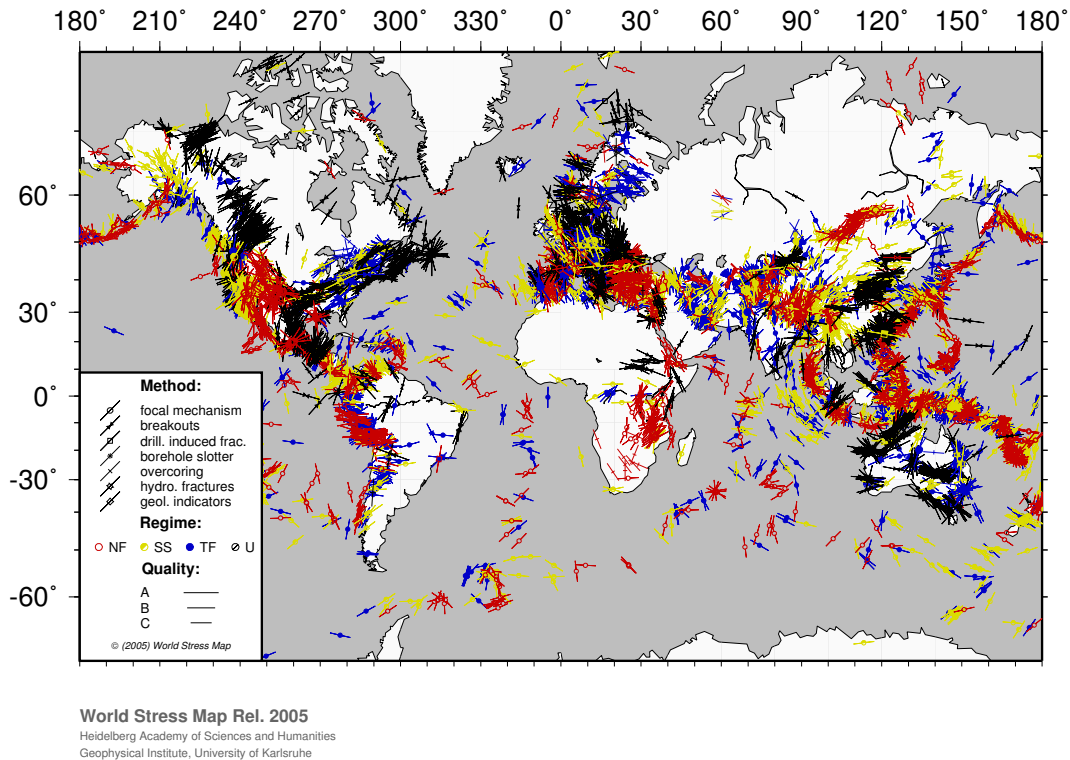 180° 210° 240° 270° 300° 330° 0° 30° 60° 90° 120° 150° 180°
60°
30°
0°
-30°
-60°
Method:
focal mechanism
breakouts
drill. induced frac.
borehole slotter
overcoring
hydro. fractures
geol. indicators
Regime:
NF SS TF U
Quality:
A
B
C
© (2005) World Stress Map
World Stress Map Rel. 2005
Heidelberg Academy of Sciences and Humanities
Geophysical Institute, University of Karlsruhe